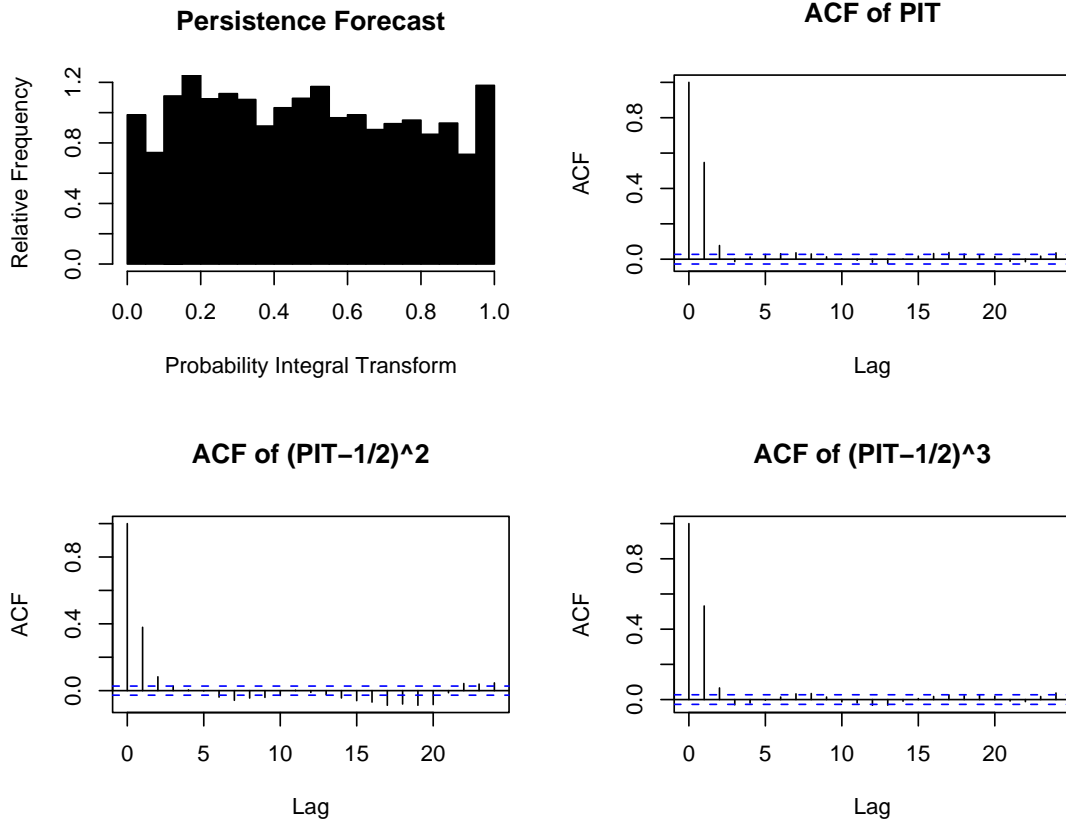 Persistence Forecast
Relative Frequency
0.0 0.4 0.8 1.2
0.0 0.2 0.4 0.6 0.8 1.0
Probability Integral Transform
ACF of PIT
ACF
0.0 0.4 0.8
0 5 10 15 20
Lag
ACF of (PIT−1/2)^2
ACF
0.0 0.4 0.8
0 5 10 15 20
Lag
ACF of (PIT−1/2)^3
ACF
0.0 0.4 0.8
0 5 10 15 20
Lag